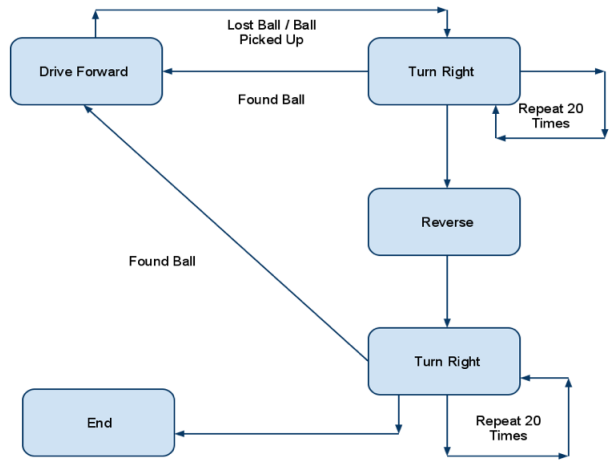 Lost Ball / Ball
Picked Up
Drive Forward
Turn Right
Found Ball
Repeat 20
Times
Reverse
Found Ball
Turn Right
End
Repeat 20
Times